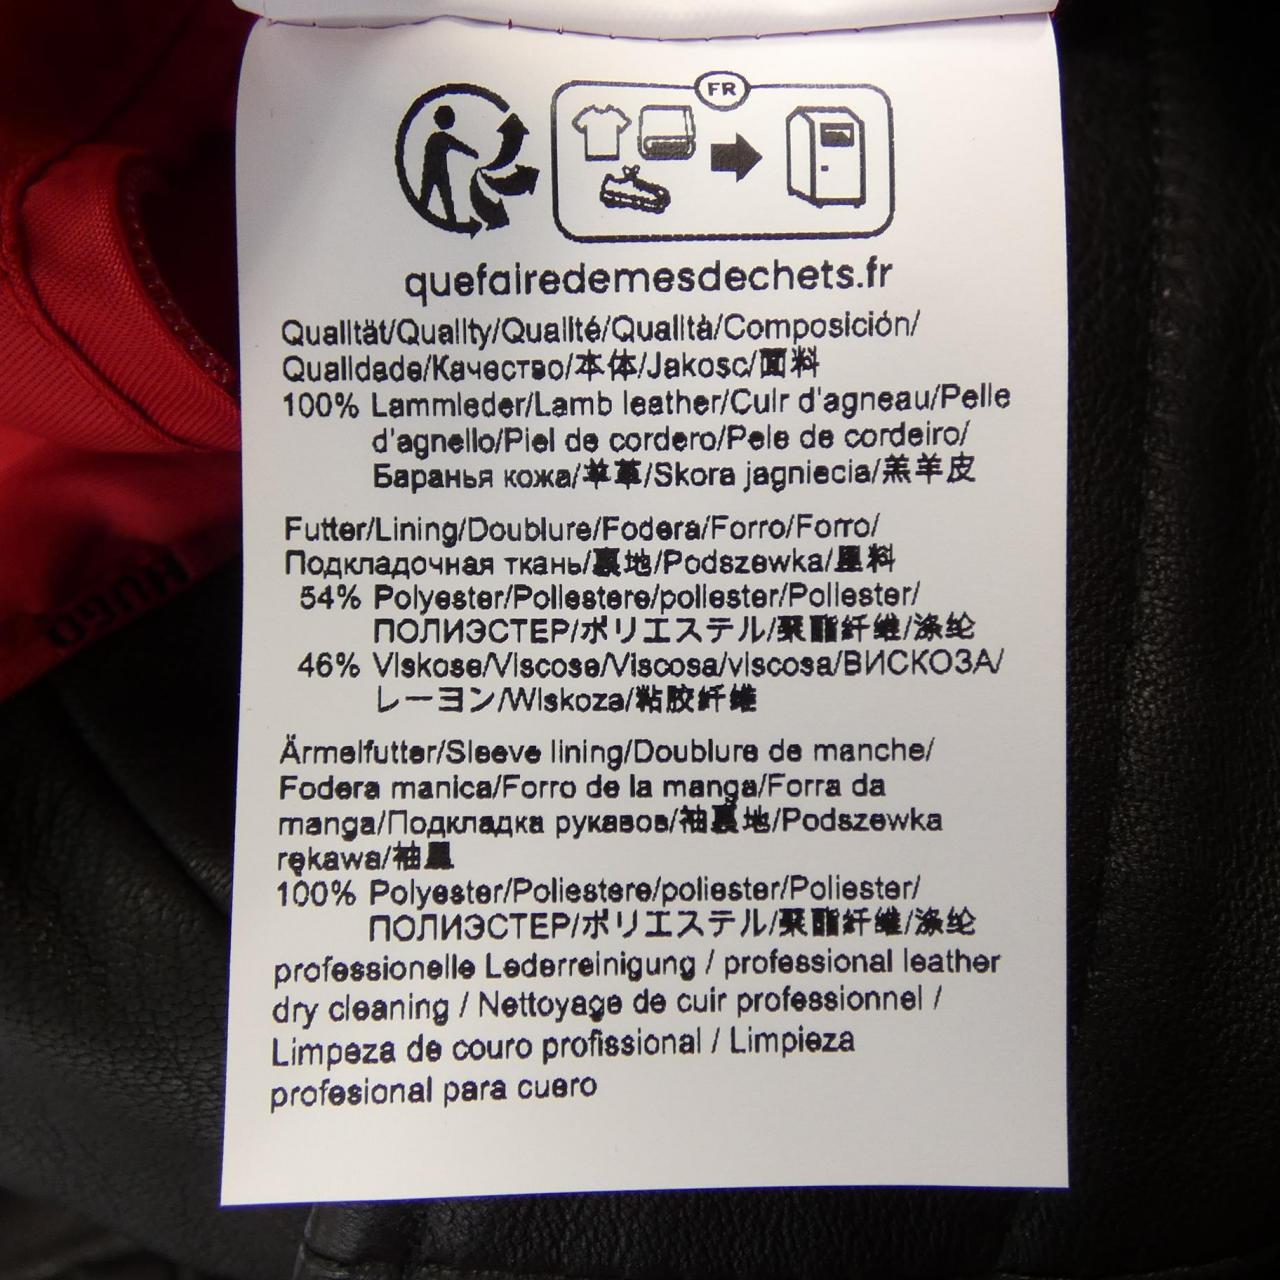 FR
quefairedemesdechets.fr
Qualität/Quality/Qualité/Qualità/Composición/
Qualidade/Качество/本体/Jakosc/面料
100% Lammleder/Lamb leather/Cuir d'agneau/Pelle
d'agnello/Piel de cordero/Pele de cordeiro/
Баранья кожа/羊革/Skora jagniecia/羔羊皮
Futter/Lining/Doublure/Fodera/Forro/Forro/
Подкладочная ткань/裏地/Podszewka/里料
54% Polyester/Poliestere/poliester/Poliester/
ПОЛИЭСТЕР/ポリエステル/聚酯纤维/涤纶
46% Viskose/Viscose/Viscosa/viscosa/ВИСКОЗА/
レーヨン/Wiskoza/粘胶纤维
Ärmelfutter/Sleeve lining/Doublure de manche/
Fodera manica/Forro de la manga/Forra da
manga/Подкладка рукавов/袖裏地/Podszewka
rękawa/袖里
100% Polyester/Poliestere/poliester/Poliester/
ПОЛИЭСТЕР/ポリエステル/聚酯纤维/涤纶
professionelle Lederreinigung / professional leather
dry cleaning / Nettoyage de cuir professionnel /
Limpeza de couro profissional / Limpieza
profesional para cuero
HUGO